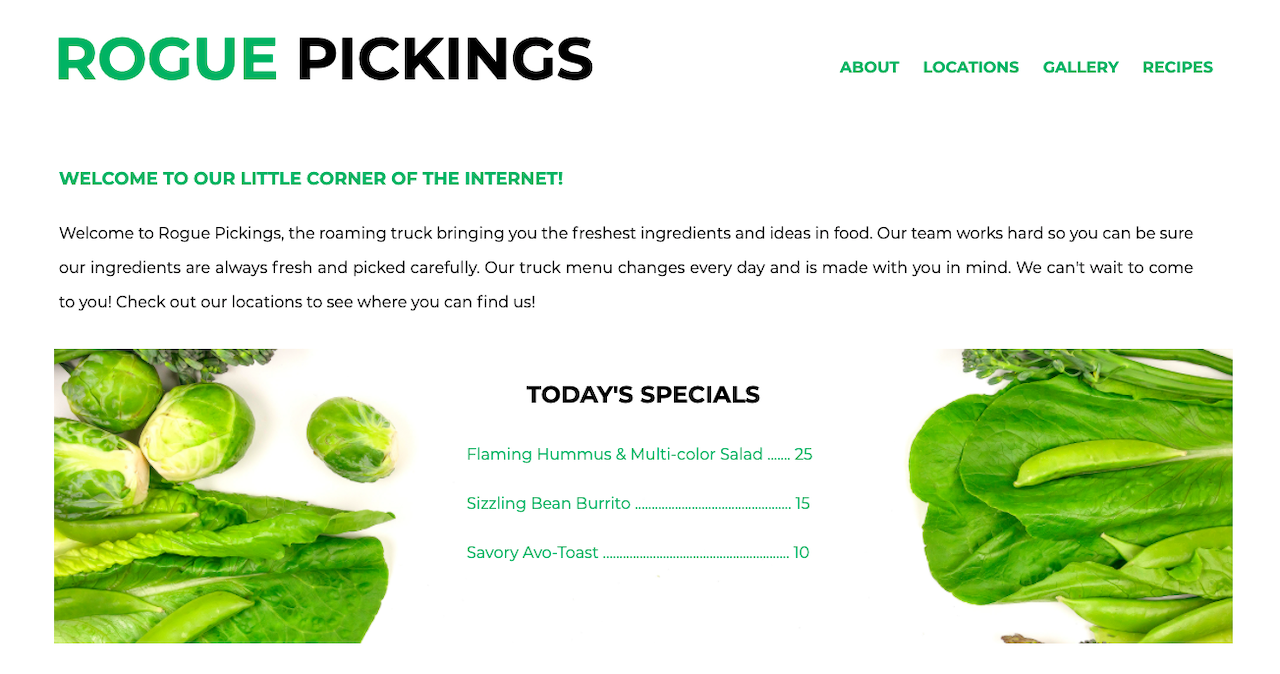 ROGUE PICKINGS
ABOUT LOCATIONS GALLERY RECIPES
WELCOME TO OUR LITTLE CORNER OF THE INTERNET!
Welcome to Rogue Pickings, the roaming truck bringing you the freshest ingredients and ideas in food. Our team works hard so you can be sure
our ingredients are always fresh and picked carefully. Our truck menu changes every day and is made with you in mind. We can't wait to come
to you! Check out our locations to see where you can find us!
TODAY'S SPECIALS
Flaming Hummus & Multi-color Salad ....... 25
Sizzling Bean Burrito ............................................... 15
Savory Avo-Toast ........................................................ 10